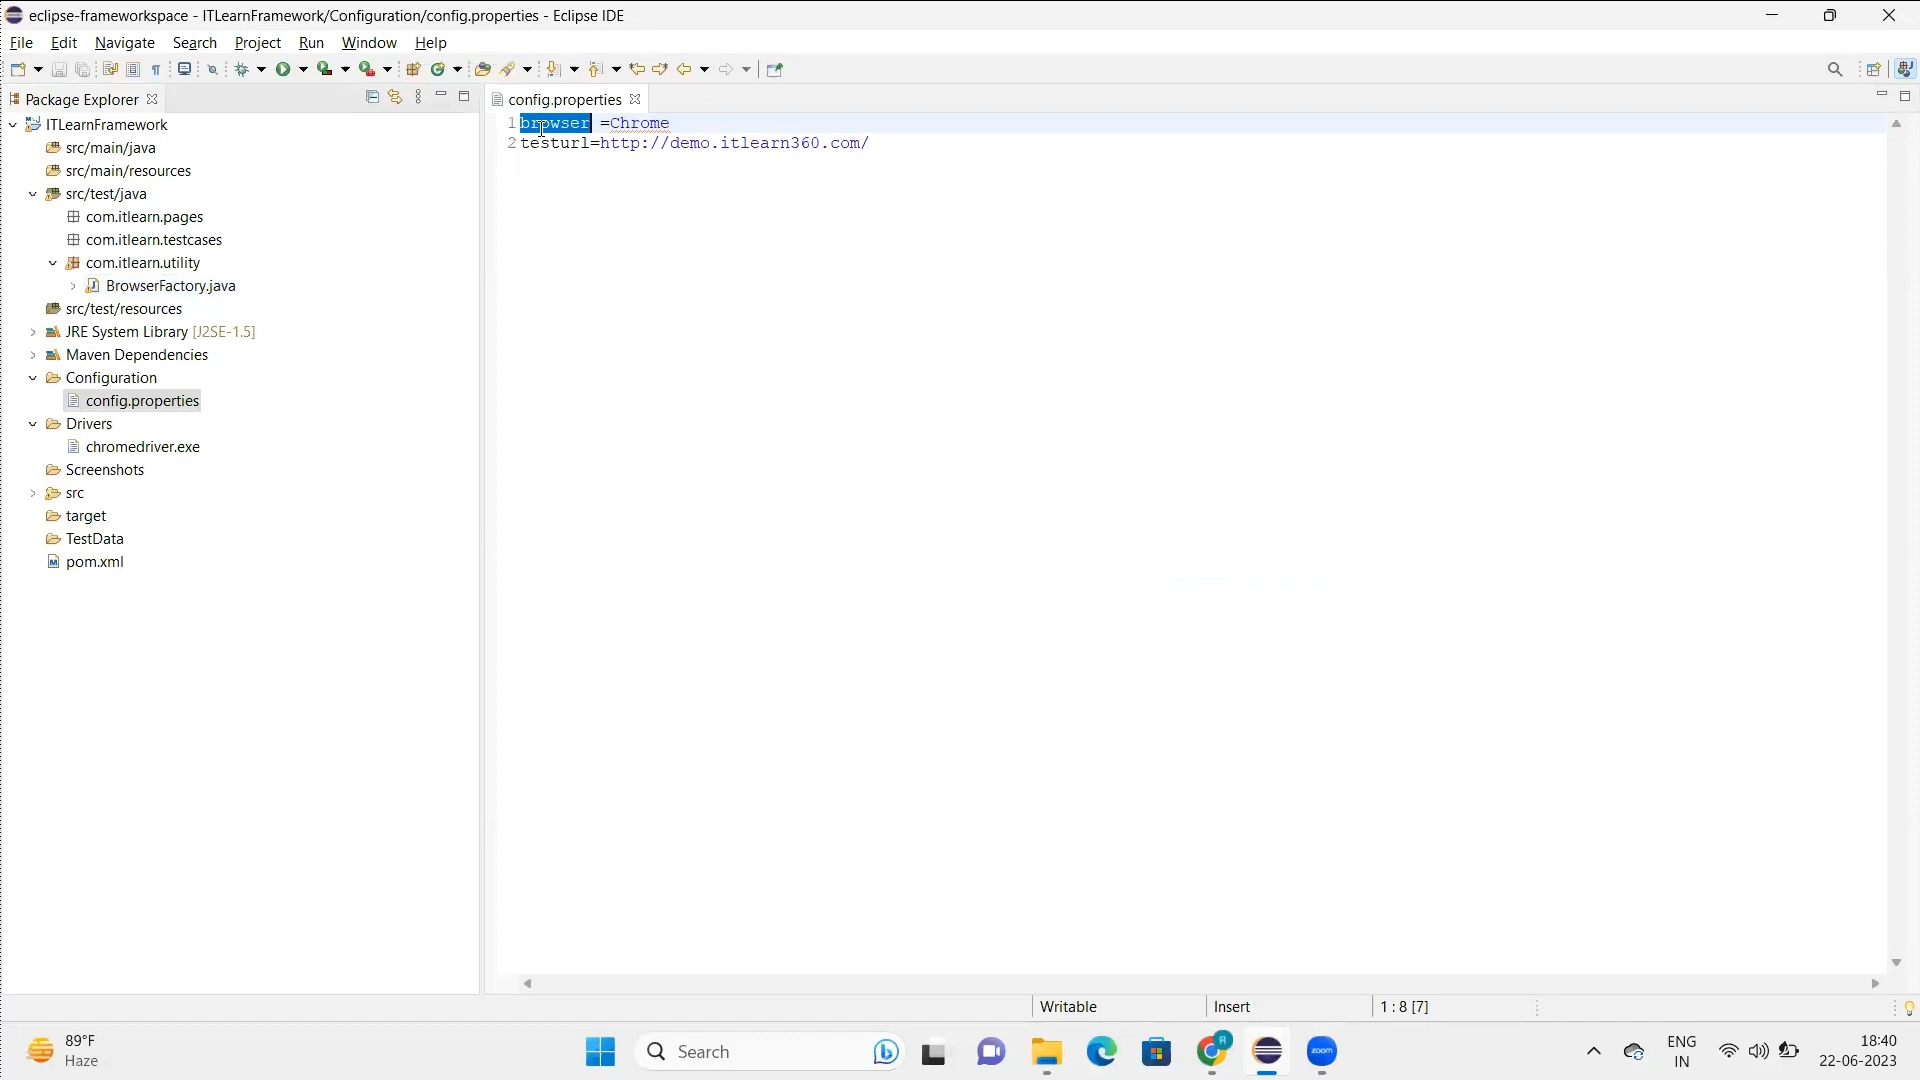 eclipse-frameworkspace - ITLearnFramework/Configuration/config.properties - Eclipse IDE
File Edit Navigate Search Project Run Window Help
Package Explorer
config.properties
ITLearnFramework
src/main/java
src/main/resources
src/test/java
com.itlearn.pages
com.itlearn.testcases
com.itlearn.utility
BrowserFactory.java
src/test/resources
JRE System Library [J2SE-1.5]
Maven Dependencies
Configuration
config.properties
Drivers
chromedriver.exe
Screenshots
src
target
TestData
pom.xml
1 browser =Chrome
2 testurl=http://demo.itlearn360.com/
Writable Insert 1 : 8 [7]
89°F
Haze
Search
zoom
ENG
IN
18:40
22-06-2023